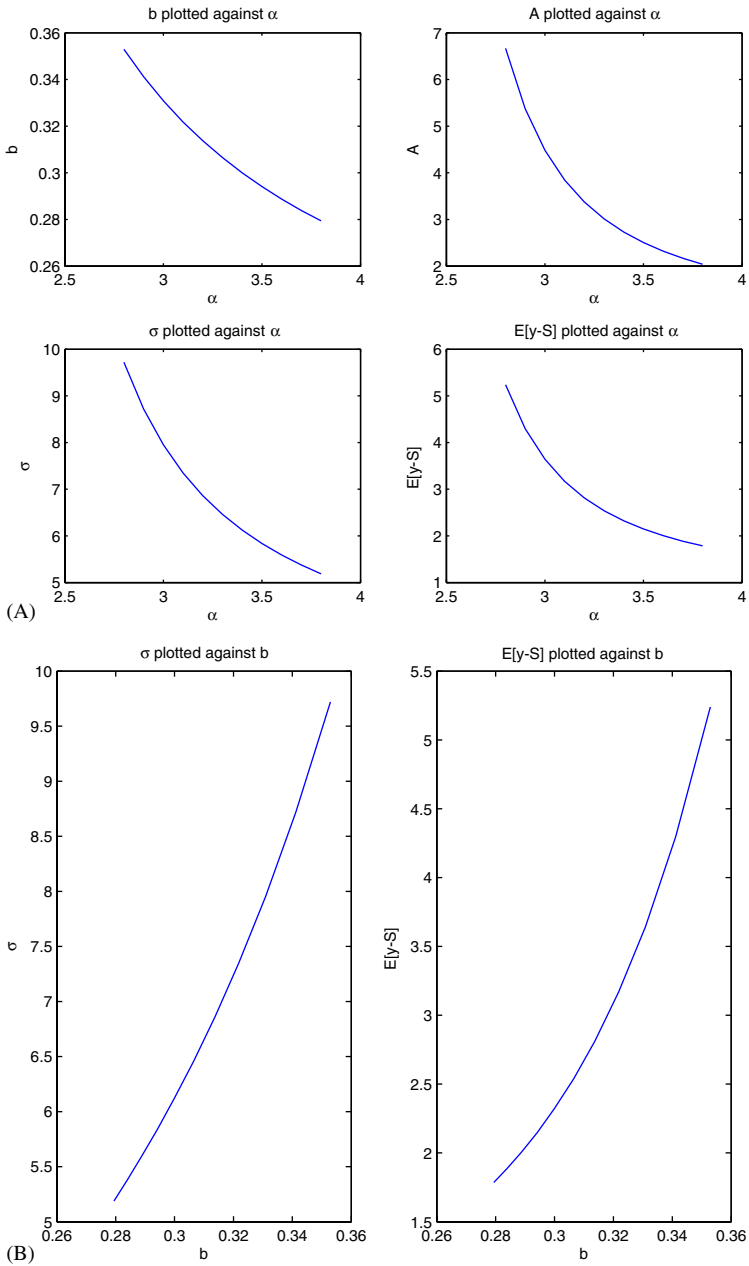 b plotted against α
0.36
0.34
0.32
0.3
0.28
0.26
b
2.5 3 3.5 4
α
A plotted against α
7
6
5
4
3
2
A
2.5 3 3.5 4
α
σ plotted against α
10
9
8
7
6
5
σ
2.5 3 3.5 4
α
E[y-S] plotted against α
6
5
4
3
2
1
E[y-S]
2.5 3 3.5 4
α
(A)
σ plotted against b
10
9.5
9
8.5
8
7.5
7
6.5
6
5.5
5
σ
0.26 0.28 0.3 0.32 0.34 0.36
b
E[y-S] plotted against b
5.5
5
4.5
4
3.5
3
2.5
2
1.5
E[y-S]
0.26 0.28 0.3 0.32 0.34 0.36
b
(B)